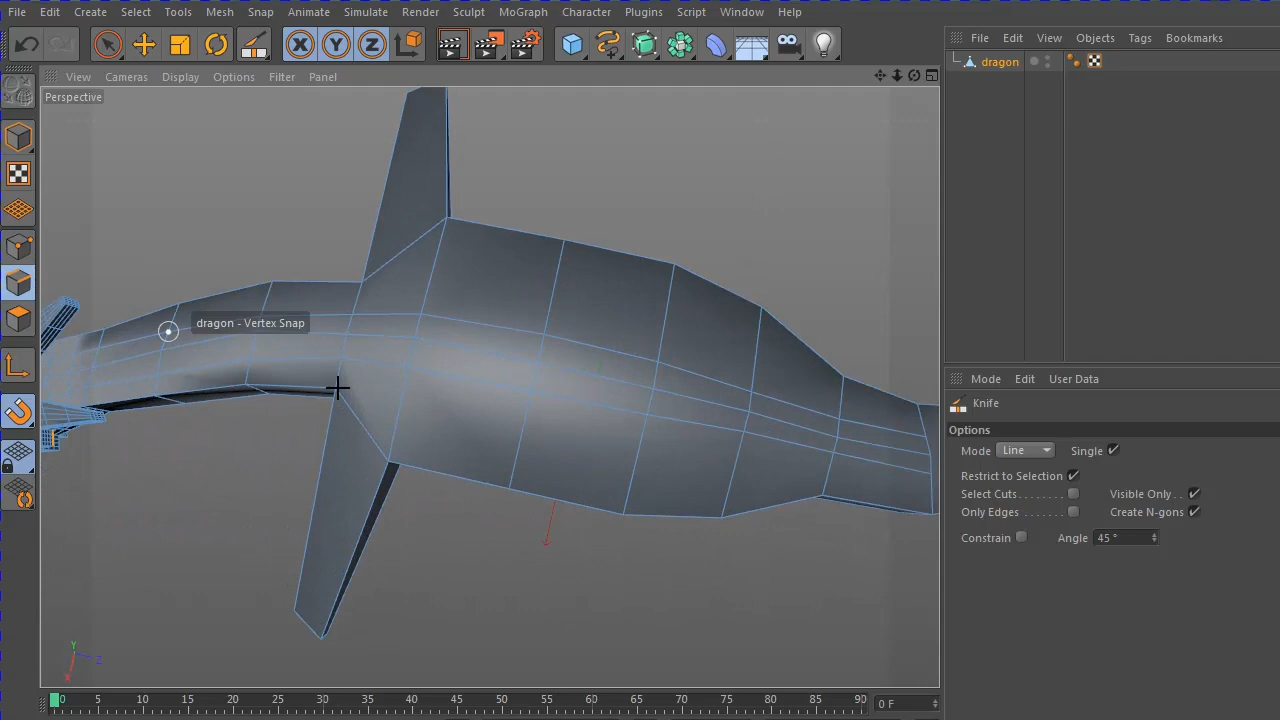 File Edit Create Select Tools Mesh Snap Animate Simulate Render Sculpt MoGraph Character Plugins Script Window Help
File Edit View Objects Tags Bookmarks
dragon
View Cameras Display Options Filter Panel
Perspective
dragon - Vertex Snap
Y
Z
X
Mode Edit User Data
Knife
Options
Mode Line Single
Restrict to Selection
Select Cuts Visible Only
Only Edges Create N-gons
Constrain Angle 45 °
0 5 10 15 20 25 30 35 40 45 50 55 60 65 70 75 80 85 90 0 F